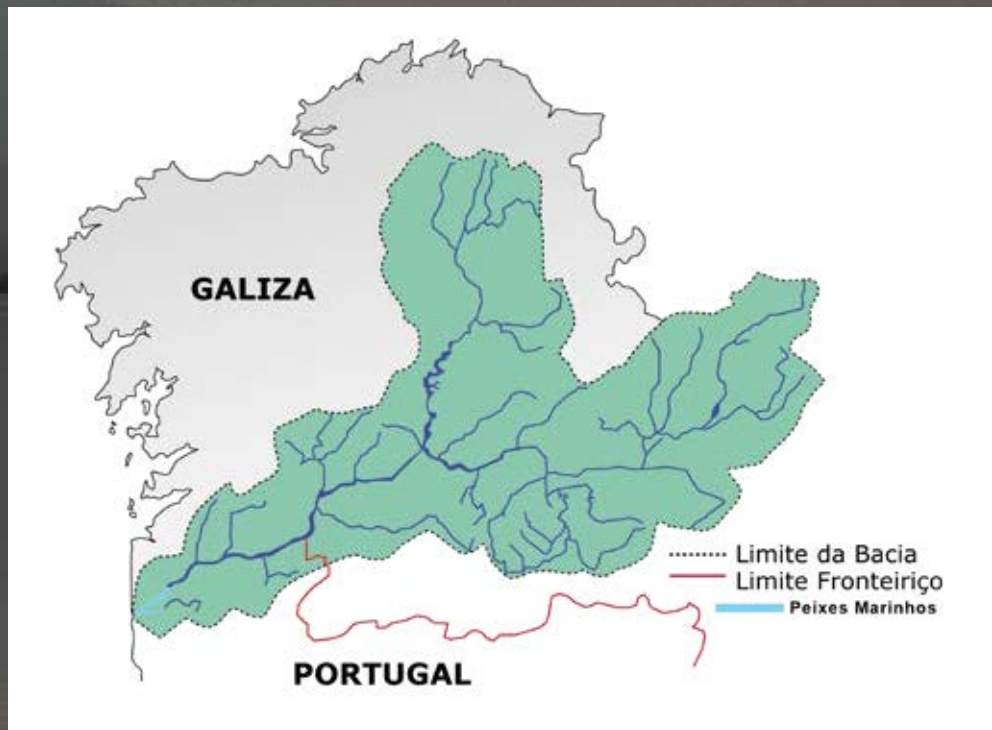 GALIZA
Limite da Bacia
Limite Fronteiriço
Peixes Marinhos
PORTUGAL